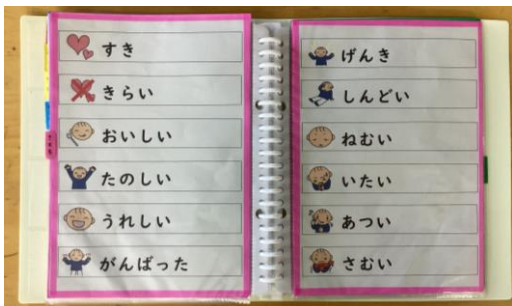 すき
きらい
おいしい
たのしい
うれしい
がんばった
げんき
しんどい
ねむい
いたい
あつい
さむい